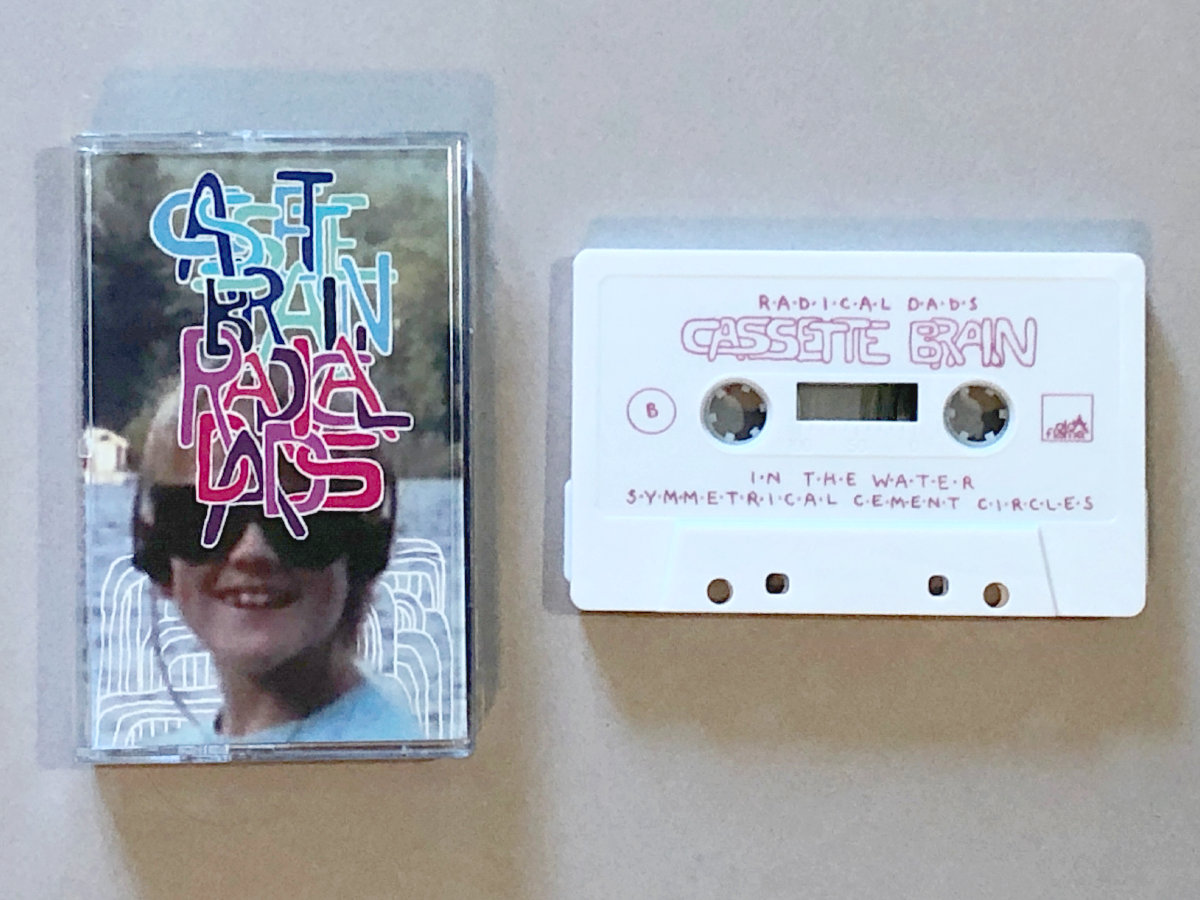 CASSETTE
BRAIN
RADICAL
DADS
R·A·D·I·C·A·L D·A·D·S
CASSETTE BRAIN
B
I·N T·H·E W·A·T·E·R
S·Y·M·M·E·T·R·I·C·A·L C·E·M·E·N·T C·I·R·C·L·E·S